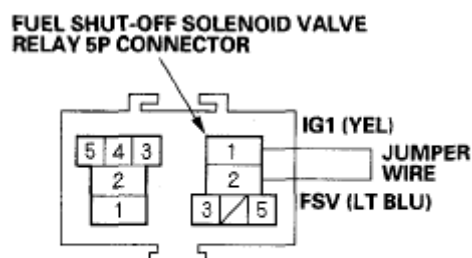 FUEL SHUT-OFF SOLENOID VALVE
RELAY 5P CONNECTOR
IG1 (YEL)
5 4 3
1
JUMPER
WIRE
2
2
1
3 5
FSV (LT BLU)